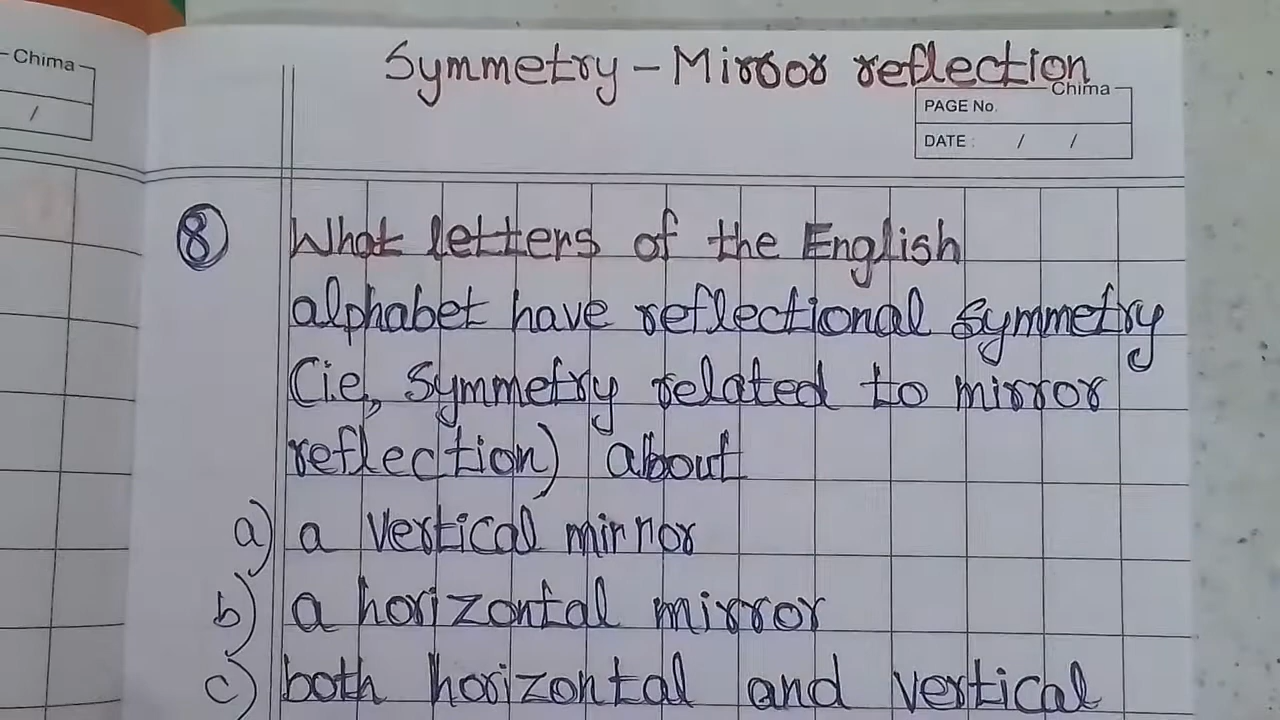 Chima
/
Symmetry - Mirror reflection
Chima
PAGE No.
DATE : / /
8 What letters of the English
alphabet have reflectional symmetry
(i.e, symmetry related to mirror
reflection) about
a) a vertical mirror
b) a horizontal mirror
c) both horizontal and vertical